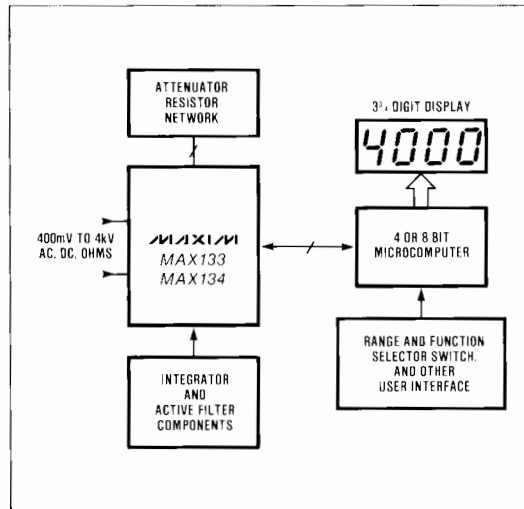 ATTENUATOR
RESISTOR
NETWORK
3¾ DIGIT DISPLAY
4000
400mV TO 4kV
AC, DC, OHMS
MAXIM
MAX133
MAX134
4 OR 8 BIT
MICROCOMPUTER
INTEGRATOR
AND
ACTIVE FILTER
COMPONENTS
RANGE AND FUNCTION
SELECTOR SWITCH,
AND OTHER
USER INTERFACE